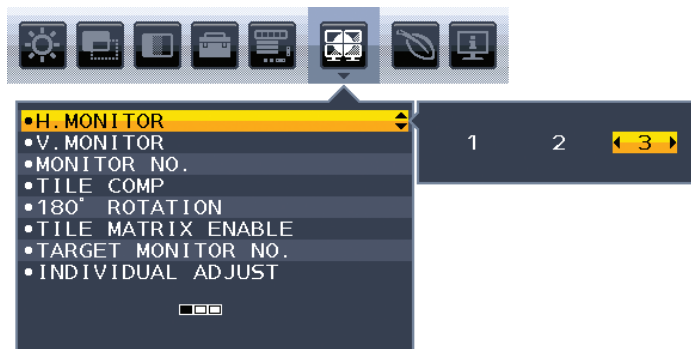 •H.MONITOR
1 2 3
•V.MONITOR
•MONITOR NO.
•TILE COMP
•180° ROTATION
•TILE MATRIX ENABLE
•TARGET MONITOR NO.
•INDIVIDUAL ADJUST